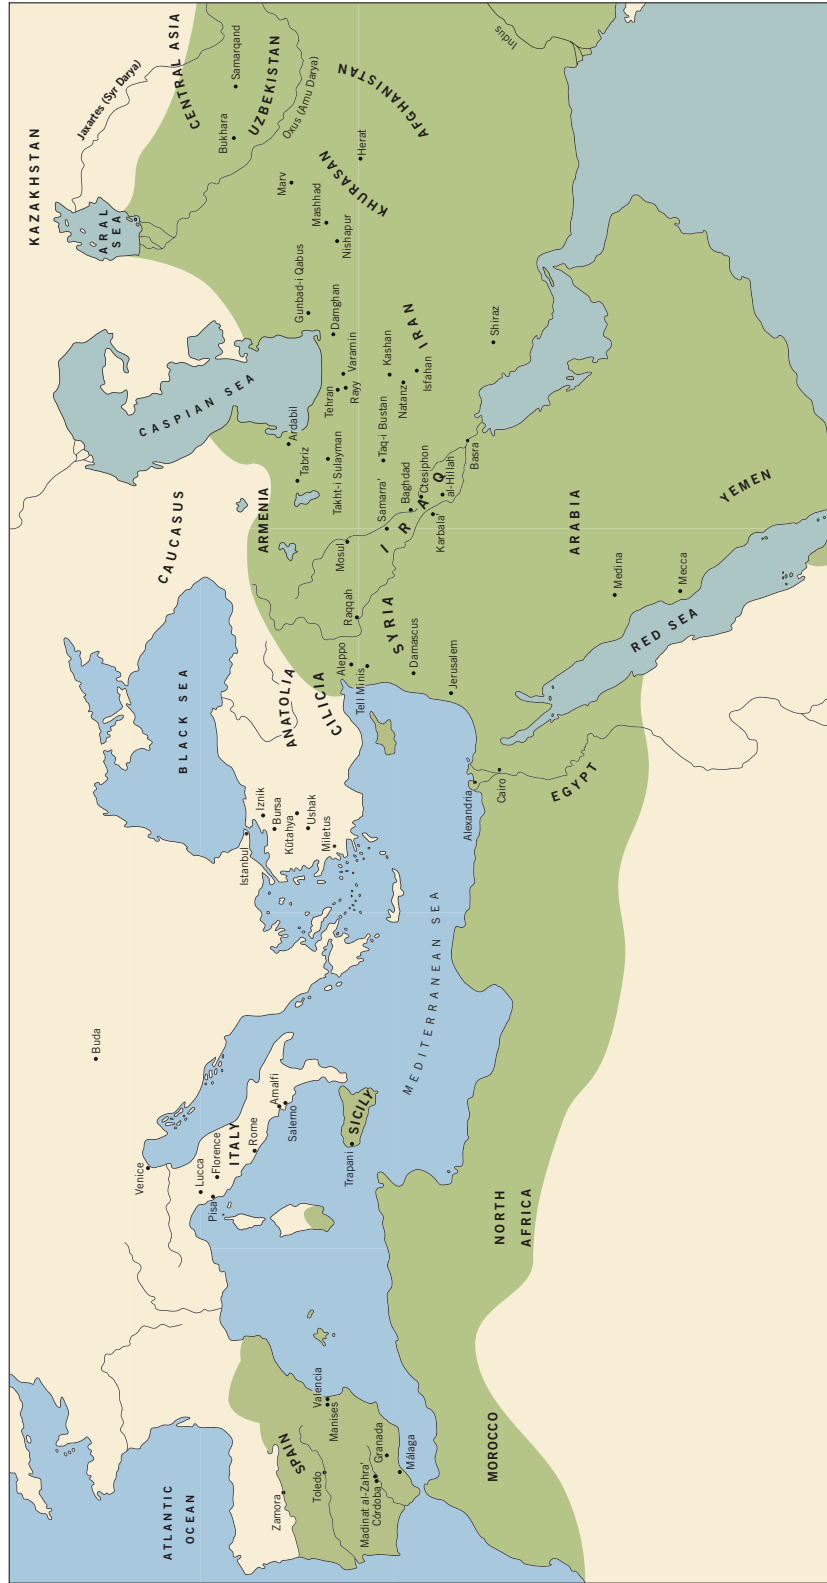 ATLANTIC
OCEAN
SPAIN
Zamora
Toledo
Madinat al-Zahra'
Córdoba
Granada
Málaga
Valencia
Manises
MOROCCO
NORTH
AFRICA
Venice
Lucca
Florence
Pisa
ITALY
Rome
Amalfi
Salerno
SICILY
Trapani
Buda
MEDITERRANEAN SEA
BLACK SEA
Istanbul
Iznik
Bursa
Kütahya
Ushak
Miletus
ANATOLIA
CILICIA
Alexandria
Cairo
EGYPT
Aleppo
Tell Minis
SYRIA
Damascus
Jerusalem
Raqqah
RED SEA
Medina
Mecca
ARABIA
YEMEN
CAUCASUS
ARMENIA
Mosul
IRAQ
Samarra'
Baghdad
Ctesiphon
Karbala'
al-Hillah
Basra
Tabriz
Ardabil
Takht-i Sulayman
Taq-i Bustan
CASPIAN SEA
Tehran
Rayy
Varamin
Kashan
Natanz
Isfahan
IRAN
Shiraz
Damghan
Gunbad-i Qabus
Nishapur
Mashhad
Marv
KHURASAN
Herat
AFGHANISTAN
KAZAKHSTAN
ARAL
SEA
Jaxartes (Syr Darya)
CENTRAL ASIA
Bukhara
Samarqand
UZBEKISTAN
Oxus (Amu Darya)
Indus